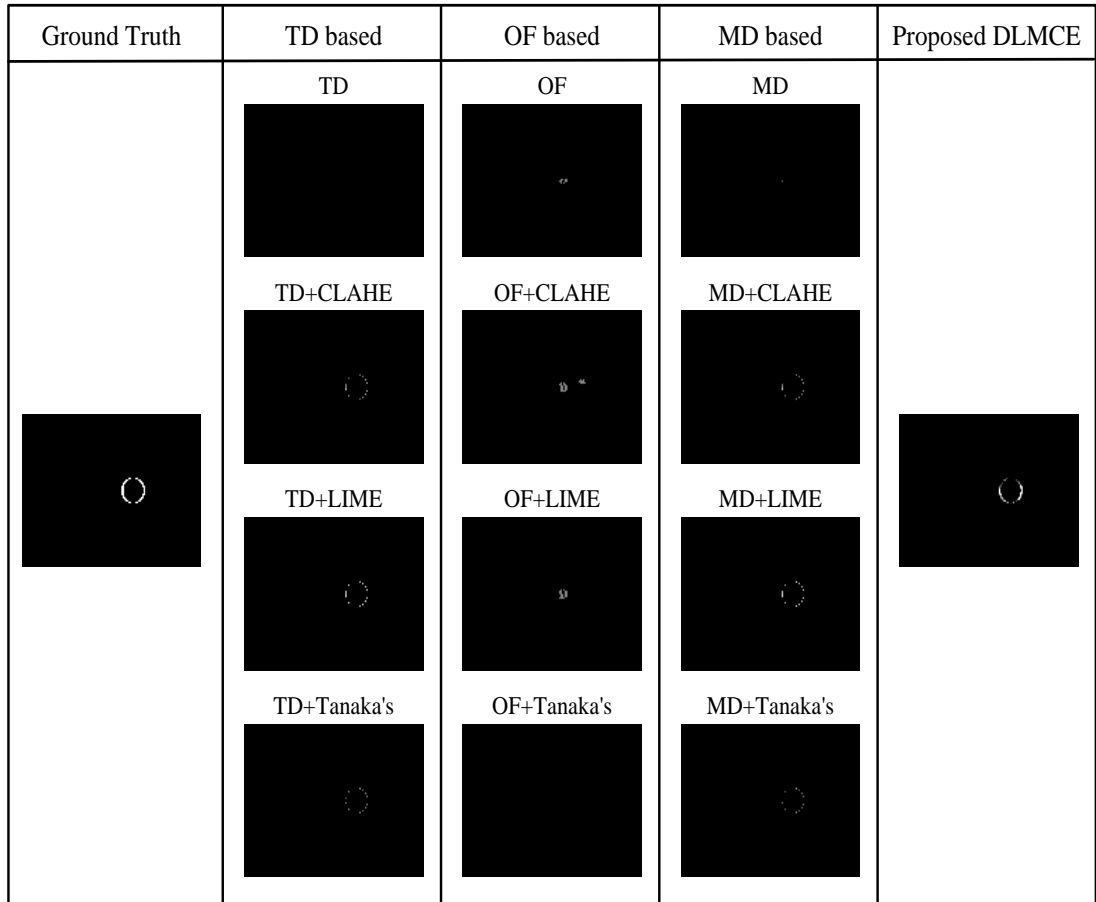 Ground Truth TD based OF based MD based Proposed DLMCE
TD OF MD
TD+CLAHE OF+CLAHE MD+CLAHE
TD+LIME OF+LIME MD+LIME
TD+Tanaka's OF+Tanaka's MD+Tanaka's